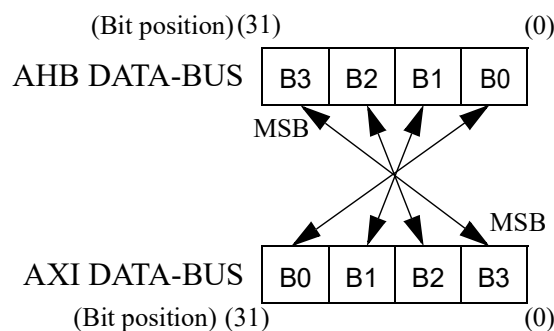 (Bit position) (31) (0)
AHB DATA-BUS B3 B2 B1 B0
MSB
MSB
AXI DATA-BUS B0 B1 B2 B3
(Bit position) (31) (0)